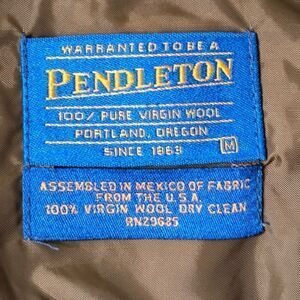 WARRANTED TO BE A
PENDLETON
100% PURE VIRGIN WOOL
PORTLAND, OREGON
SINCE 1863
M
ASSEMBLED IN MEXICO OF FABRIC
FROM THE U.S.A.
100% VIRGIN WOOL DRY CLEAN
RN29685